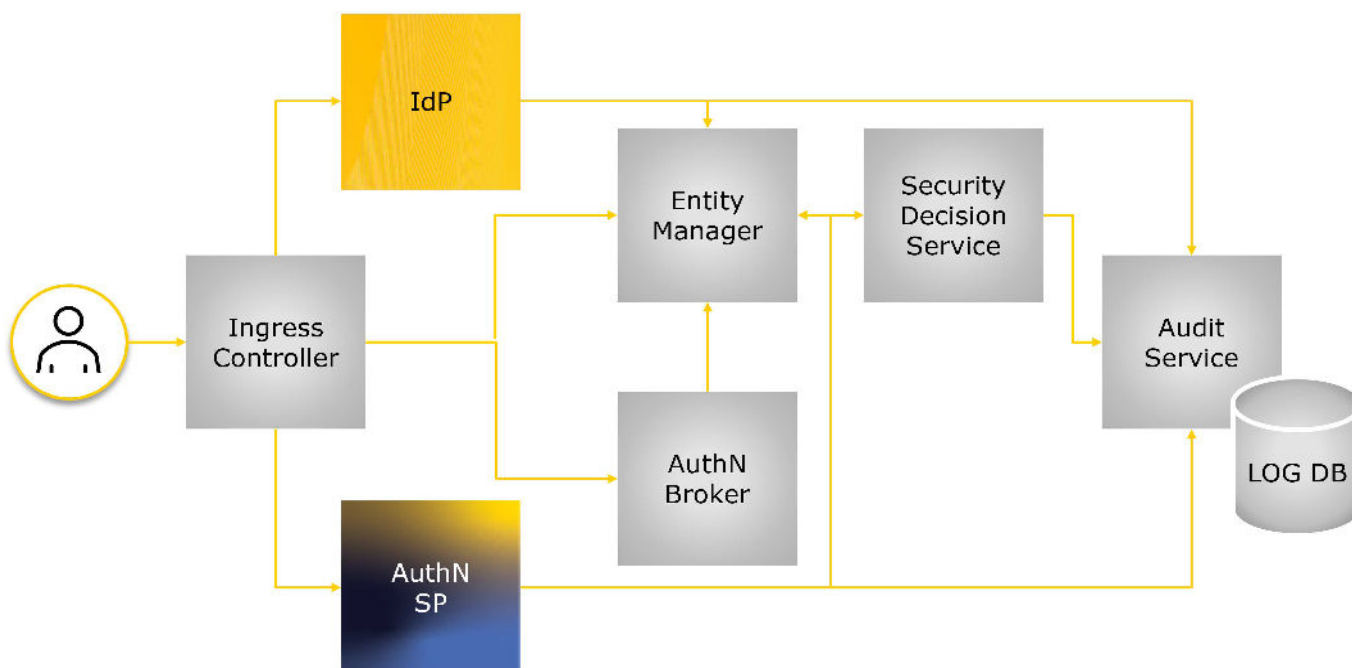 IdP
Entity
Manager
Security
Decision
Service
Ingress
Controller
Audit
Service
AuthN
Broker
LOG DB
AuthN
SP